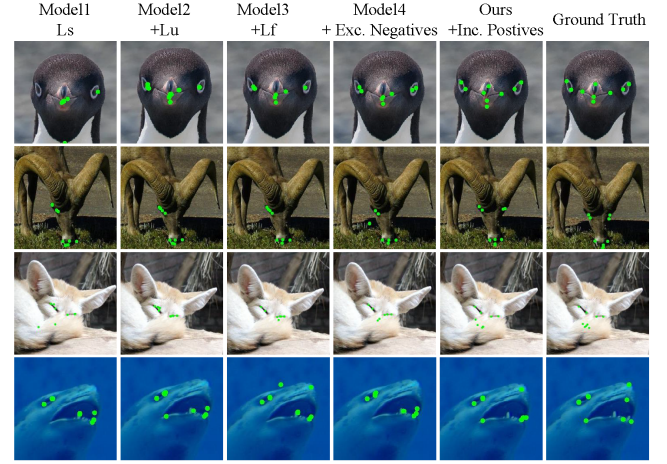 Model1 Model2 Model3 Model4 Ours Ground Truth
Ls +Lu +Lf + Exc. Negatives +Inc. Postives